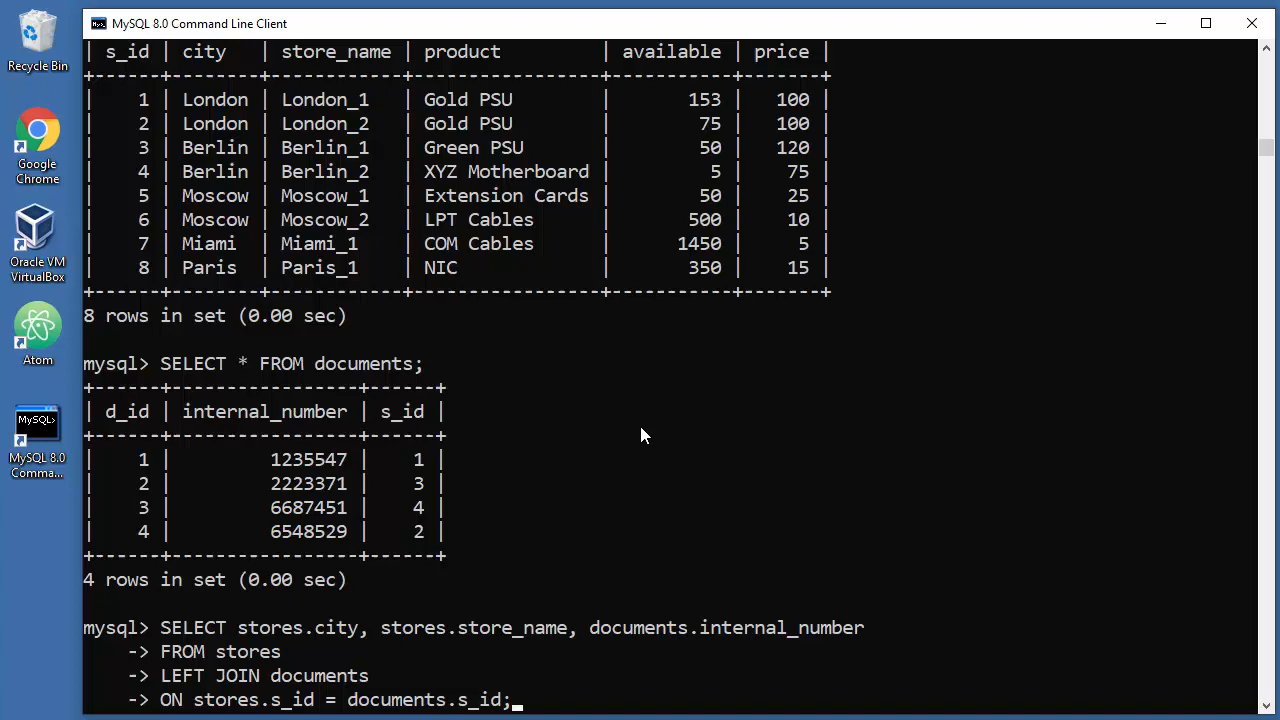 MySQL 8.0 Command Line Client
| s_id | city   | store_name | product         | available | price |
+------+--------+------------+-----------------+-----------+-------+
|    1 | London | London_1   | Gold PSU        |       153 |   100 |
|    2 | London | London_2   | Gold PSU        |        75 |   100 |
|    3 | Berlin | Berlin_1   | Green PSU       |        50 |   120 |
|    4 | Berlin | Berlin_2   | XYZ Motherboard |         5 |    75 |
|    5 | Moscow | Moscow_1   | Extension Cards |        50 |    25 |
|    6 | Moscow | Moscow_2   | LPT Cables      |       500 |    10 |
|    7 | Miami  | Miami_1    | COM Cables      |      1450 |     5 |
|    8 | Paris  | Paris_1    | NIC             |       350 |    15 |
+------+--------+------------+-----------------+-----------+-------+
8 rows in set (0.00 sec)
mysql> SELECT * FROM documents;
+------+-----------------+------+
| d_id | internal_number | s_id |
+------+-----------------+------+
|    1 |         1235547 |    1 |
|    2 |         2223371 |    3 |
|    3 |         6687451 |    4 |
|    4 |         6548529 |    2 |
+------+-----------------+------+
4 rows in set (0.00 sec)
mysql> SELECT stores.city, stores.store_name, documents.internal_number
    -> FROM stores
    -> LEFT JOIN documents
    -> ON stores.s_id = documents.s_id;
Recycle Bin
Google
Chrome
Oracle VM
VirtualBox
Atom
MySQL>
MySQL 8.0
Comma...